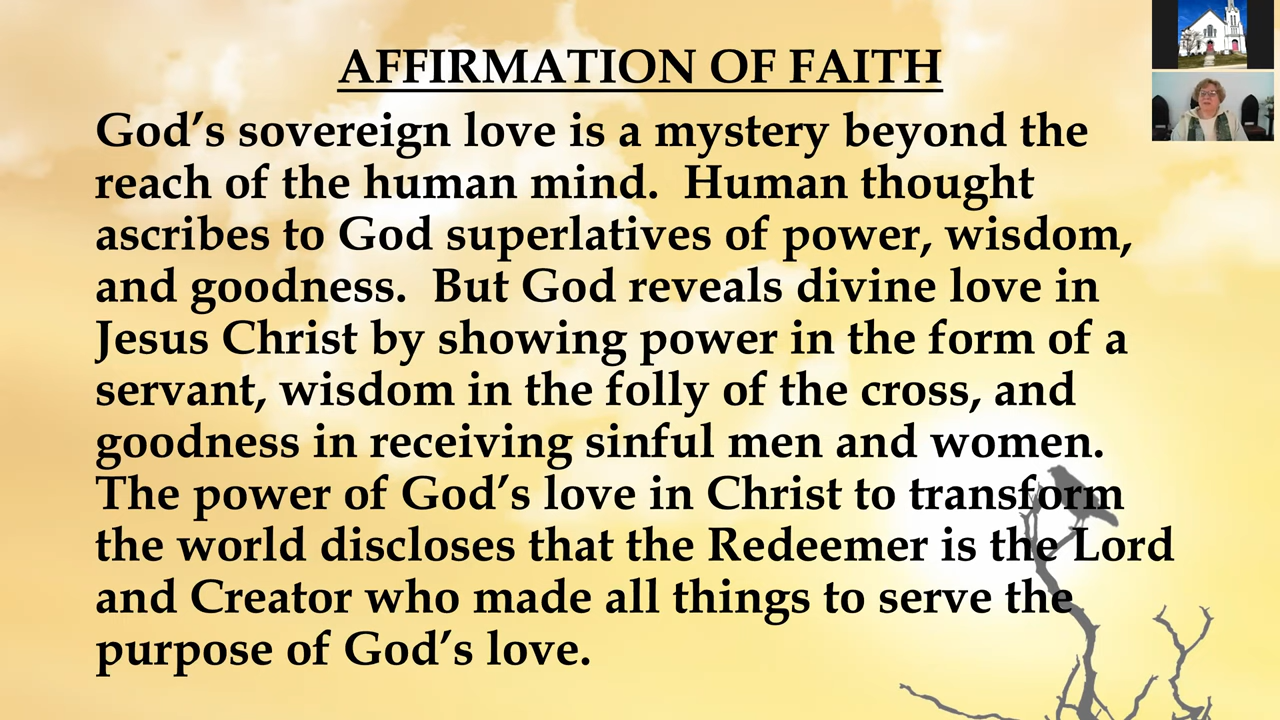 AFFIRMATION OF FAITH
God’s sovereign love is a mystery beyond the
reach of the human mind.  Human thought
ascribes to God superlatives of power, wisdom,
and goodness.  But God reveals divine love in
Jesus Christ by showing power in the form of a
servant, wisdom in the folly of the cross, and
goodness in receiving sinful men and women.
The power of God’s love in Christ to transform
the world discloses that the Redeemer is the Lord
and Creator who made all things to serve the
purpose of God’s love.